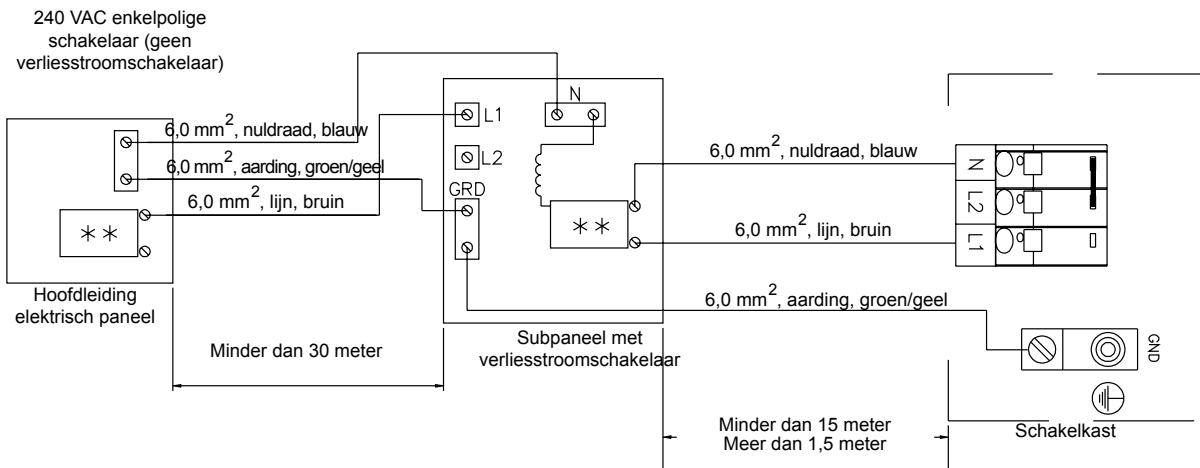 240 VAC enkelpolige
schakelaar (geen
verliesstroomschakelaar)
6,0 mm², nuldraad, blauw
6,0 mm², aarding, groen/geel
6,0 mm², lijn, bruin
**
Hoofdleiding
elektrisch paneel
Minder dan 30 meter
L1
N
L2
GRD
**
Subpaneel met
verliesstroomschakelaar
6,0 mm², nuldraad, blauw
6,0 mm², lijn, bruin
6,0 mm², aarding, groen/geel
Minder dan 15 meter
Meer dan 1,5 meter
N
L2
L1
GND
Schakelkast